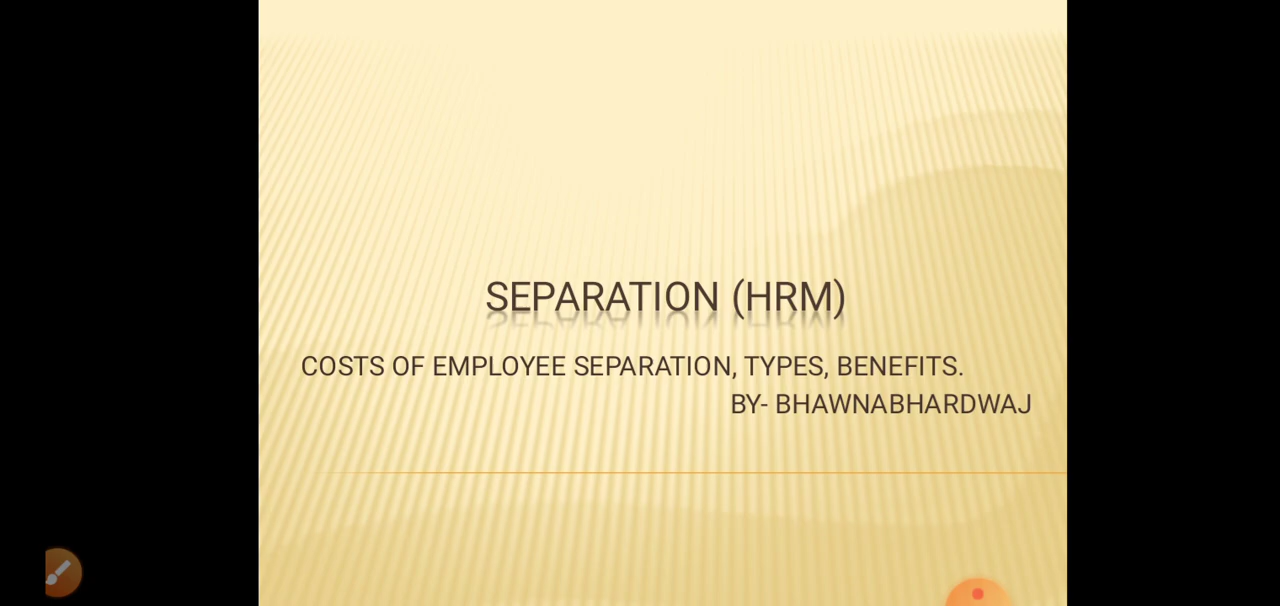 SEPARATION (HRM)
COSTS OF EMPLOYEE SEPARATION, TYPES, BENEFITS.
BY- BHAWNABHARDWAJ